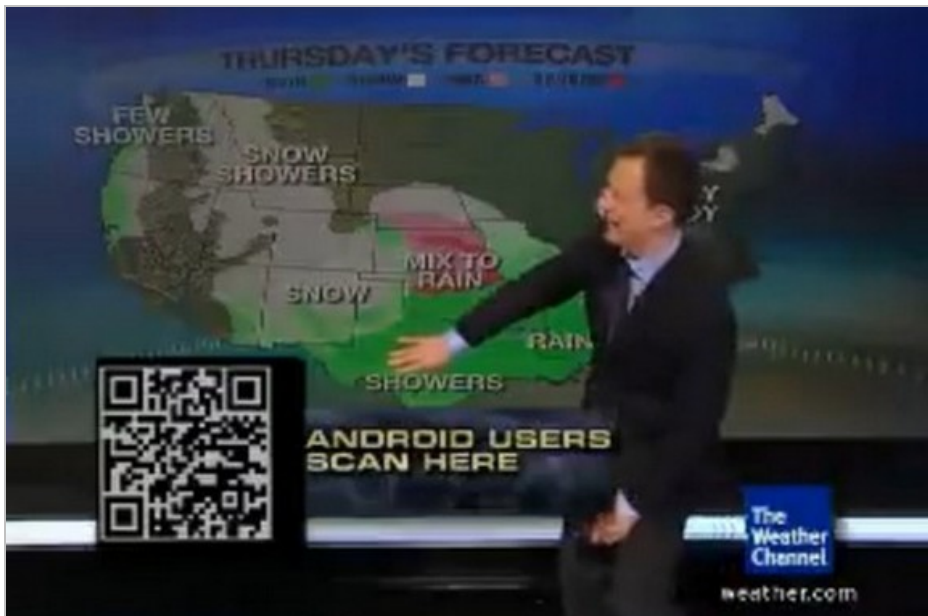 THURSDAY'S FORECAST
FEW
SHOWERS
SNOW
SHOWERS
MIX TO
RAIN
SNOW
RAIN
SHOWERS
ANDROID USERS
SCAN HERE
The
Weather
Channel
weather.com